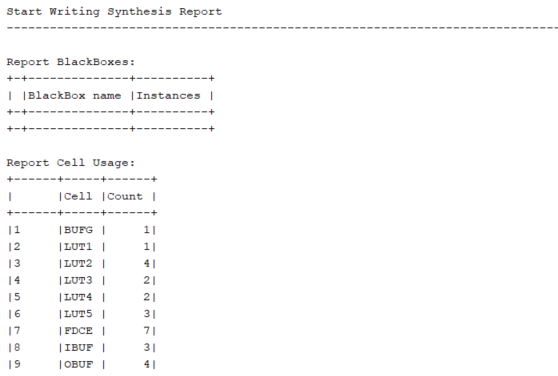 Start Writing Synthesis Report
---------------------------------------------------------------------------------
Report BlackBoxes:
+-+--------------+----------+
| |BlackBox name |Instances |
+-+--------------+----------+
+-+--------------+----------+
Report Cell Usage:
+------+-----+------+
|      |Cell |Count |
+------+-----+------+
|1     |BUFG |     1|
|2     |LUT1 |     1|
|3     |LUT2 |     4|
|4     |LUT3 |     2|
|5     |LUT4 |     2|
|6     |LUT5 |     3|
|7     |FDCE |     7|
|8     |IBUF |     3|
|9     |OBUF |     4|